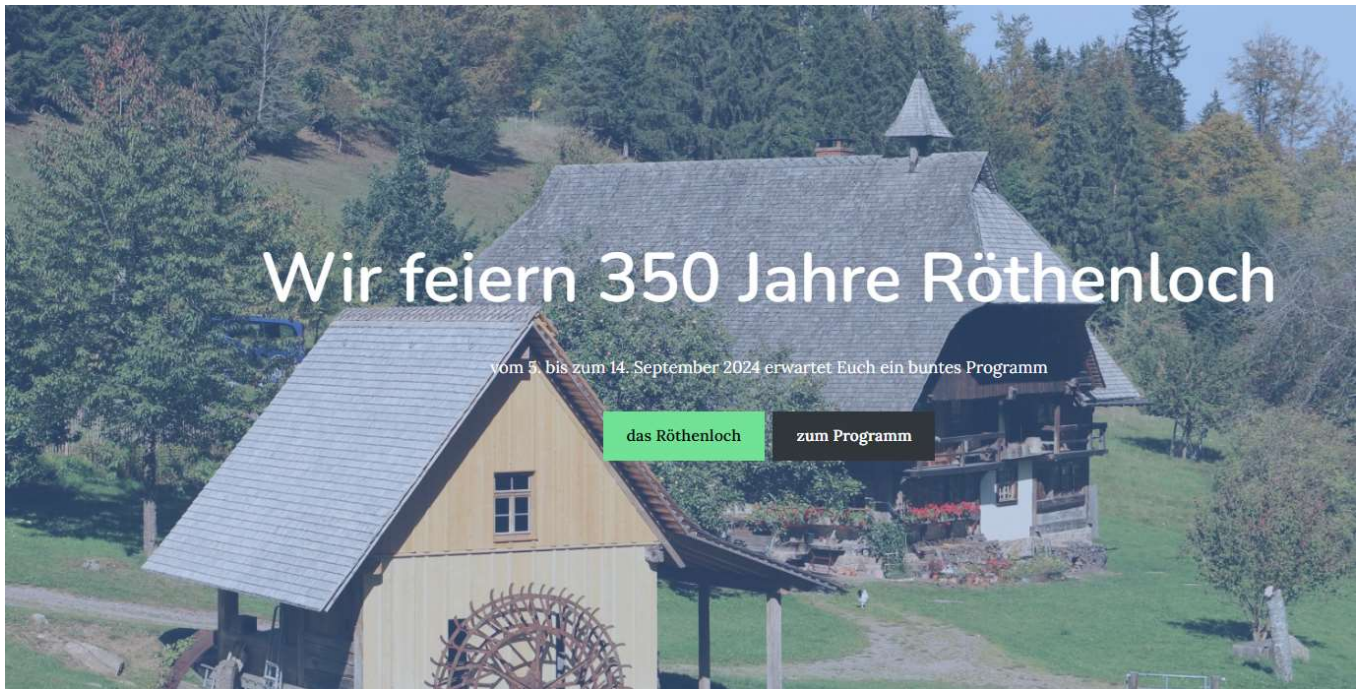 Wir feiern 350 Jahre Röthenloch
vom 5. bis zum 14. September 2024 erwartet Euch ein buntes Programm
das Röthenloch
zum Programm